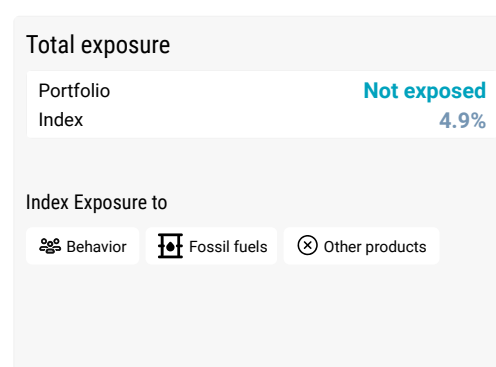 Total exposure
Portfolio Not exposed
Index 4.9%
Index Exposure to
Behavior Fossil fuels Other products